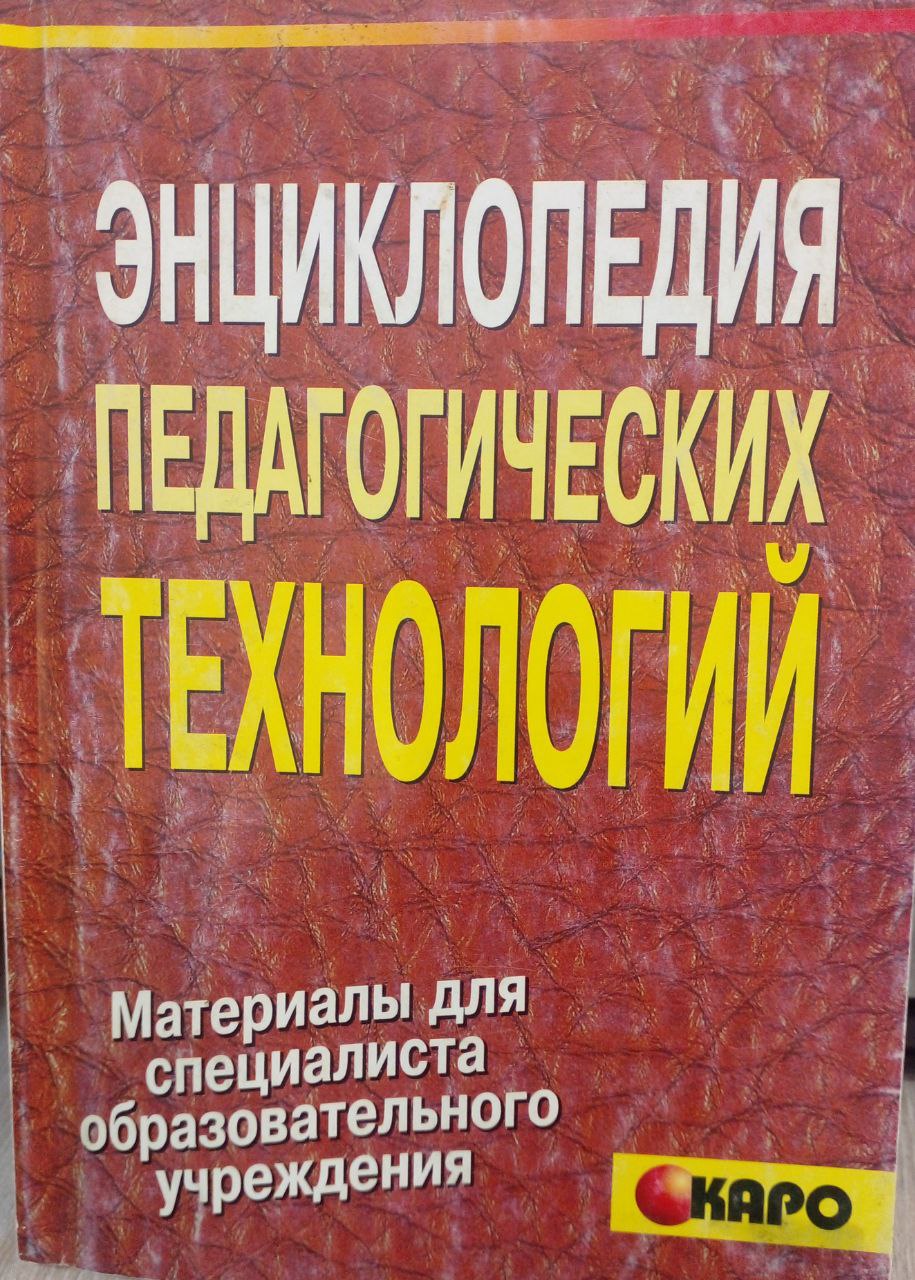 ЭНЦИКЛОПЕДИЯ
ПЕДАГОГИЧЕСКИХ
ТЕХНОЛОГИЙ
Материалы для
специалиста
образовательного
учреждения
КАРО